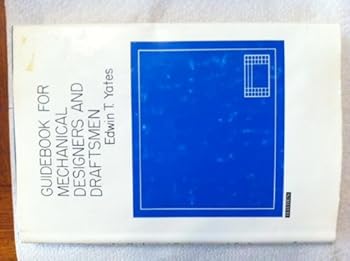 GUIDEBOOK FOR
MECHANICAL
DESIGNERS AND
DRAFTSMEN
Edwin T. Yates